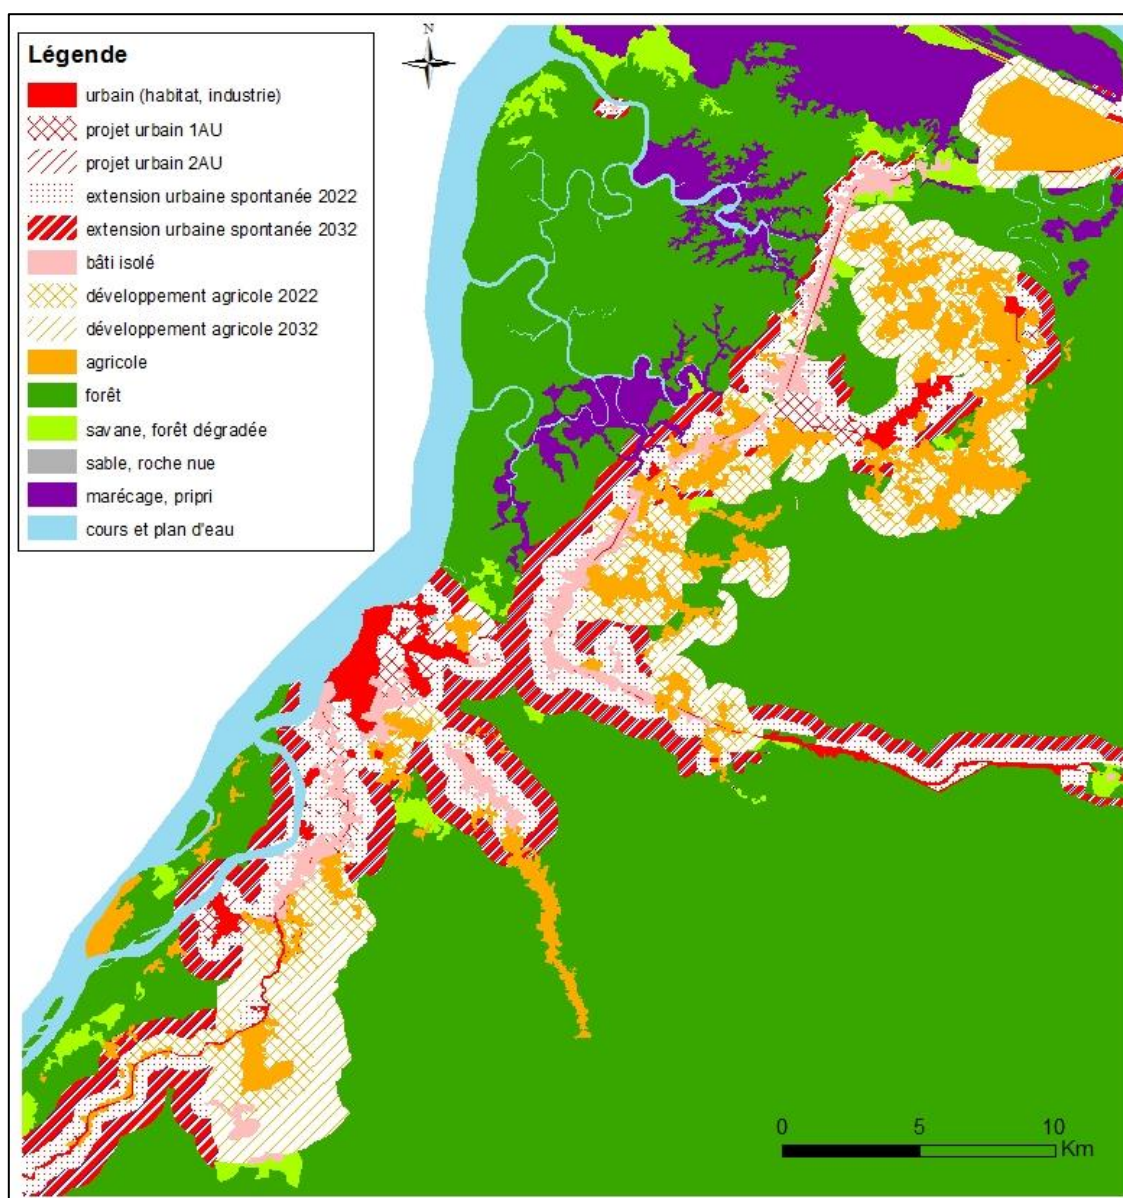 N
Légende
urbain (habitat, industrie)
projet urbain 1AU
projet urbain 2AU
extension urbaine spontanée 2022
extension urbaine spontanée 2032
bâti isolé
développement agricole 2022
développement agricole 2032
agricole
forêt
savane, forêt dégradée
sable, roche nue
marécage, pripri
cours et plan d'eau
0 5 10
Km